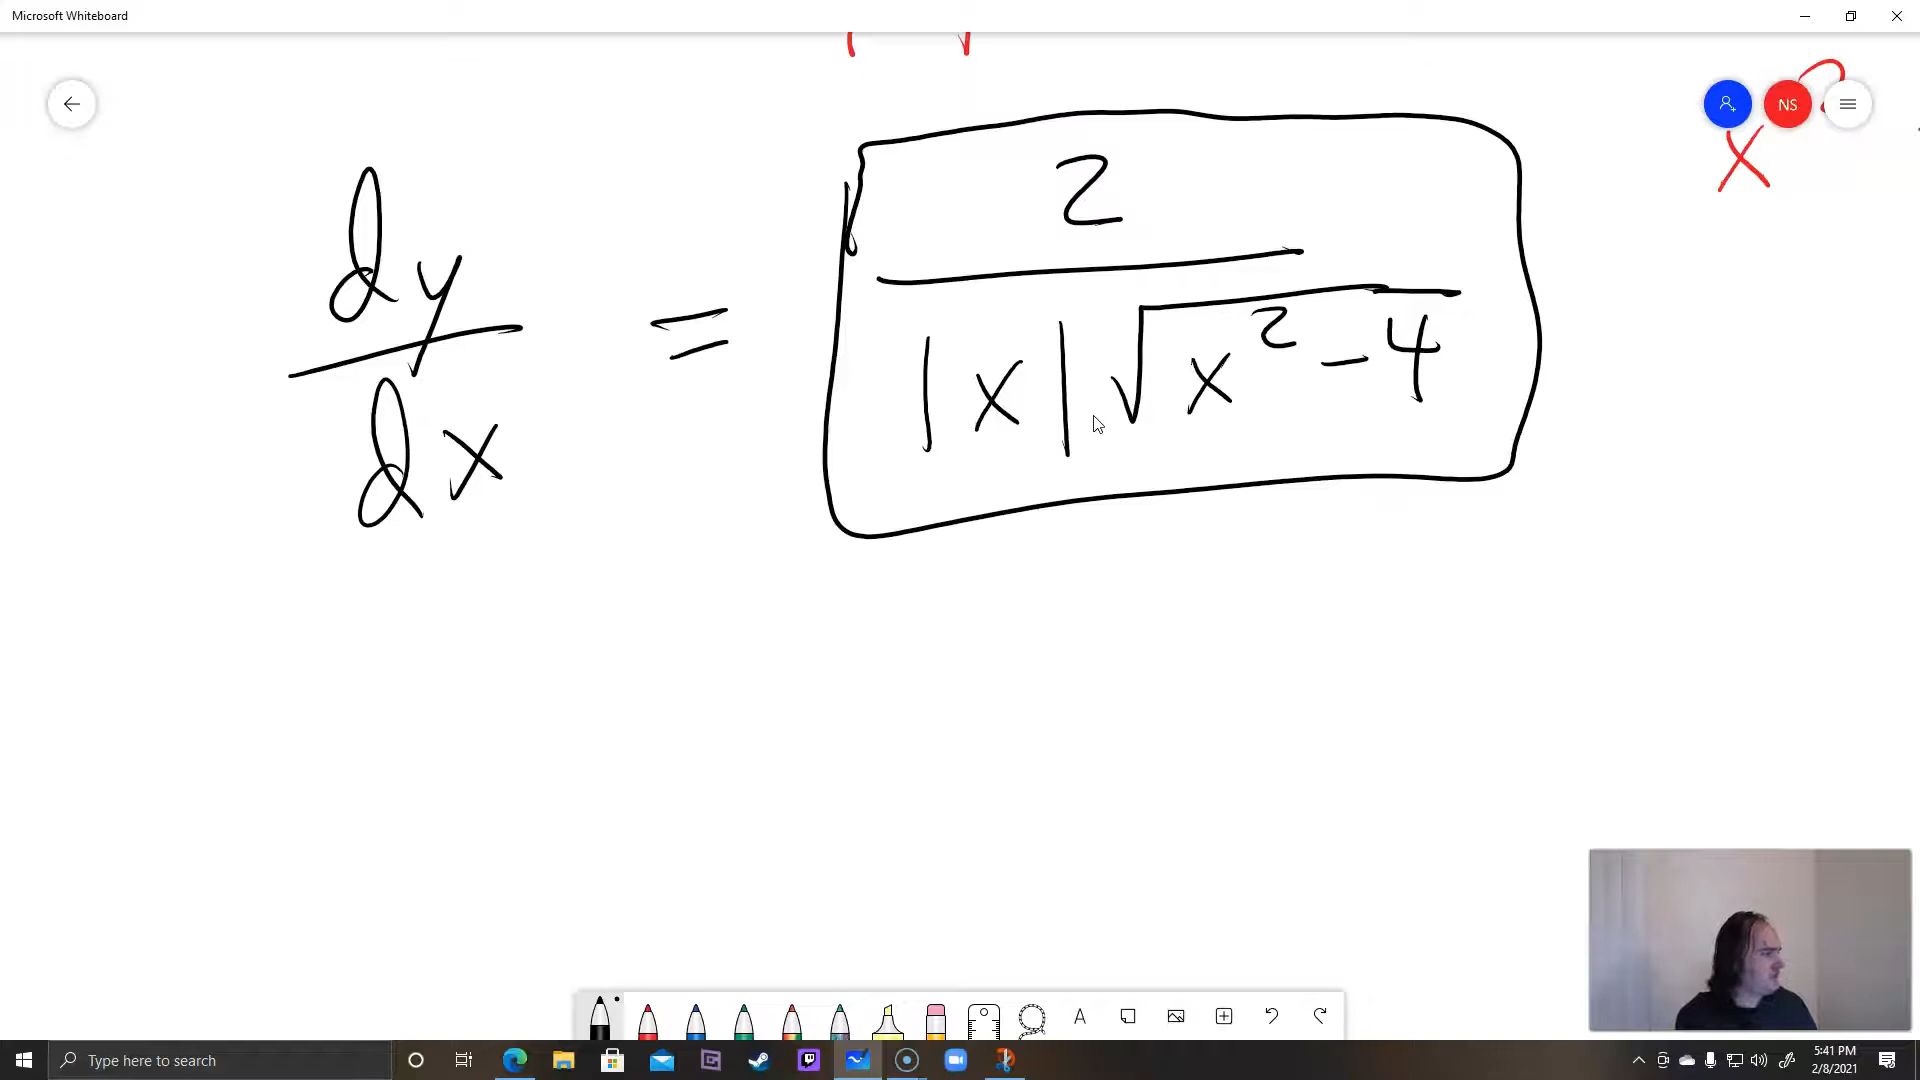 Microsoft Whiteboard
NS
x
dy/dx = 2/(|x|√(x² - 4))
A
Type here to search
5:41 PM
2/8/2021